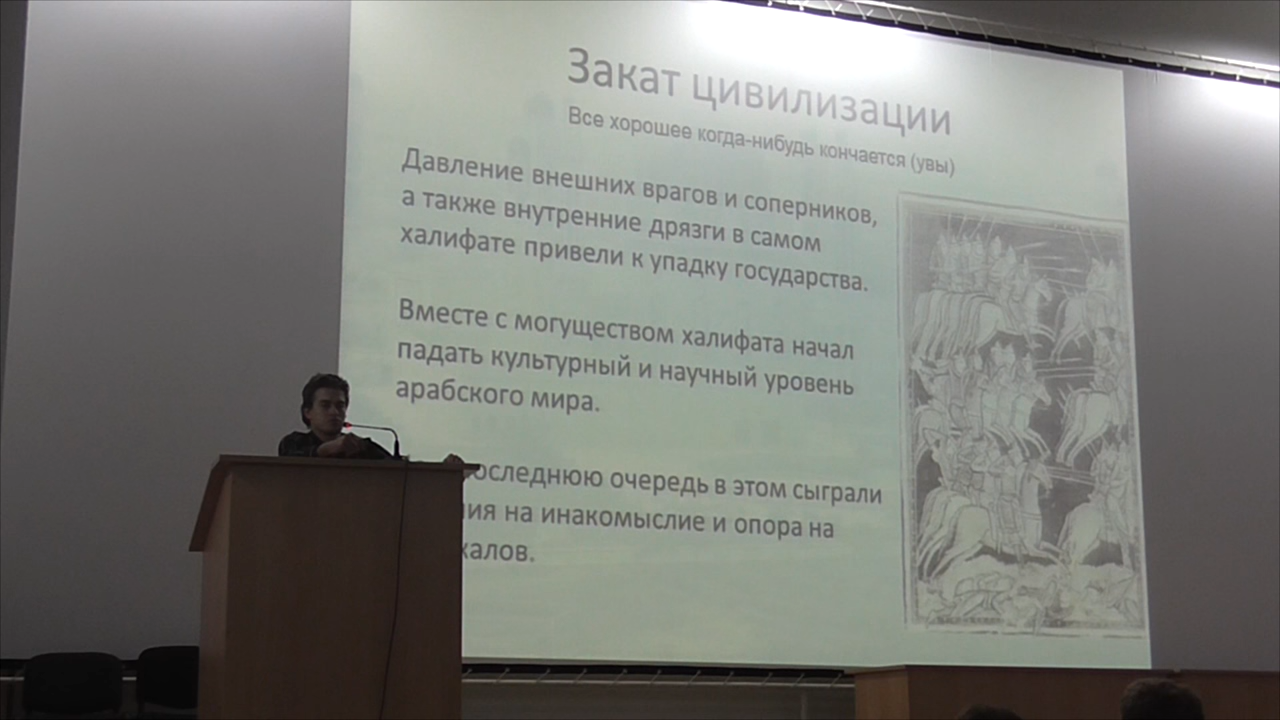 Закат цивилизации
Все хорошее когда-нибудь кончается (увы)
Давление внешних врагов и соперников,
а также внутренние дрязги в самом
халифате привели к упадку государства.
Вместе с могуществом халифата начал
падать культурный и научный уровень
арабского мира.
очередь в этом сыграли
на инакомыслие и опора на